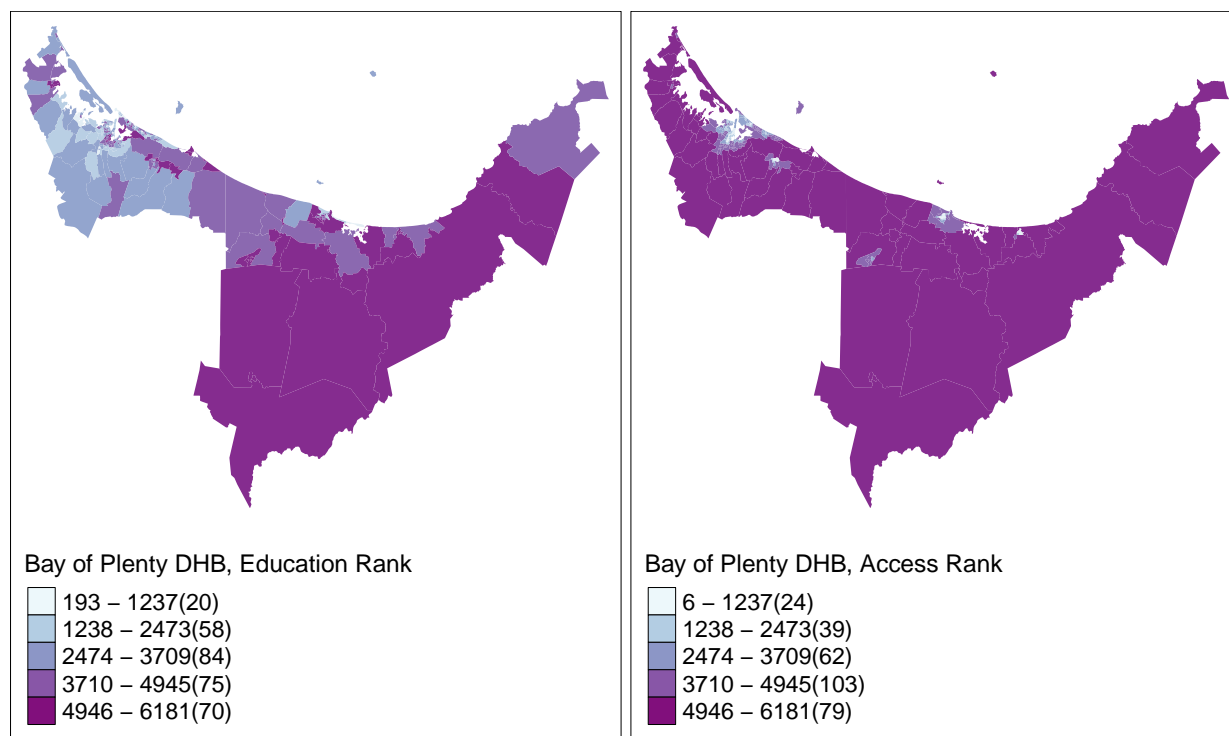 Bay of Plenty DHB, Education Rank
193 − 1237(20)
1238 − 2473(58)
2474 − 3709(84)
3710 − 4945(75)
4946 − 6181(70)
Bay of Plenty DHB, Access Rank
6 − 1237(24)
1238 − 2473(39)
2474 − 3709(62)
3710 − 4945(103)
4946 − 6181(79)